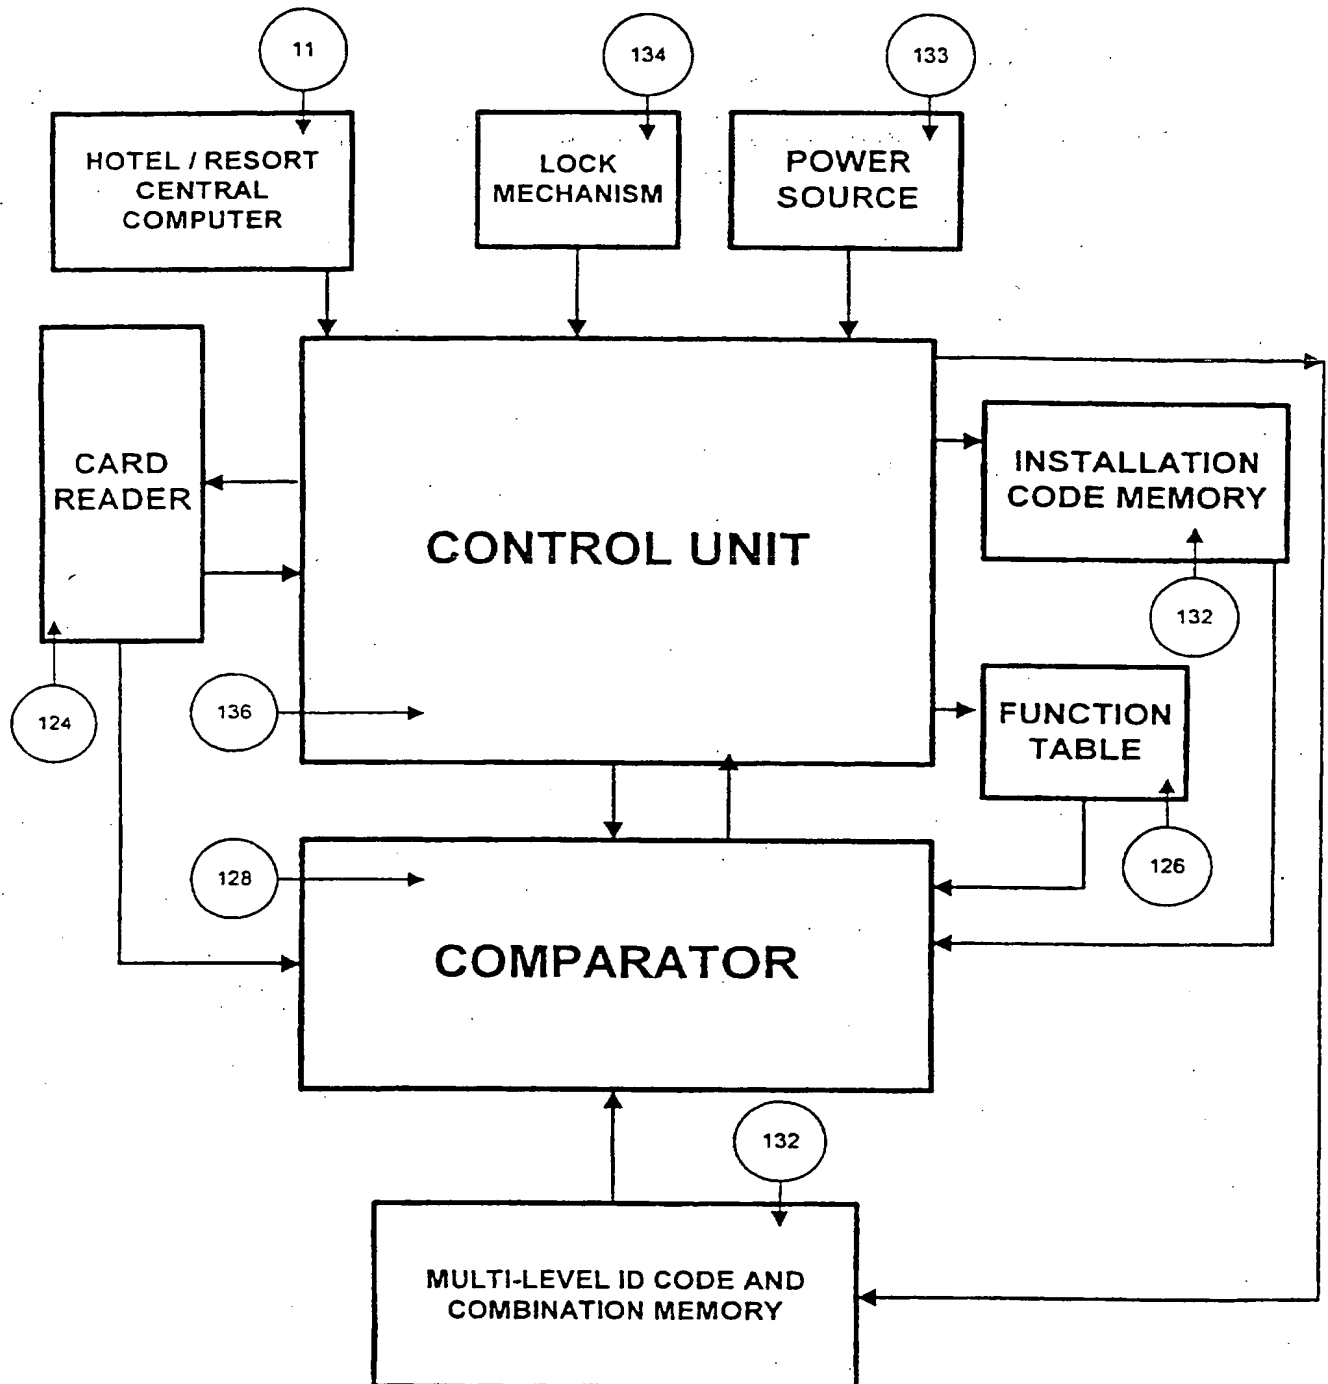 11
134
133
HOTEL / RESORT
CENTRAL
COMPUTER
LOCK
MECHANISM
POWER
SOURCE
CARD
READER
CONTROL UNIT
INSTALLATION
CODE MEMORY
132
124
136
FUNCTION
TABLE
128
126
COMPARATOR
132
MULTI-LEVEL ID CODE AND
COMBINATION MEMORY